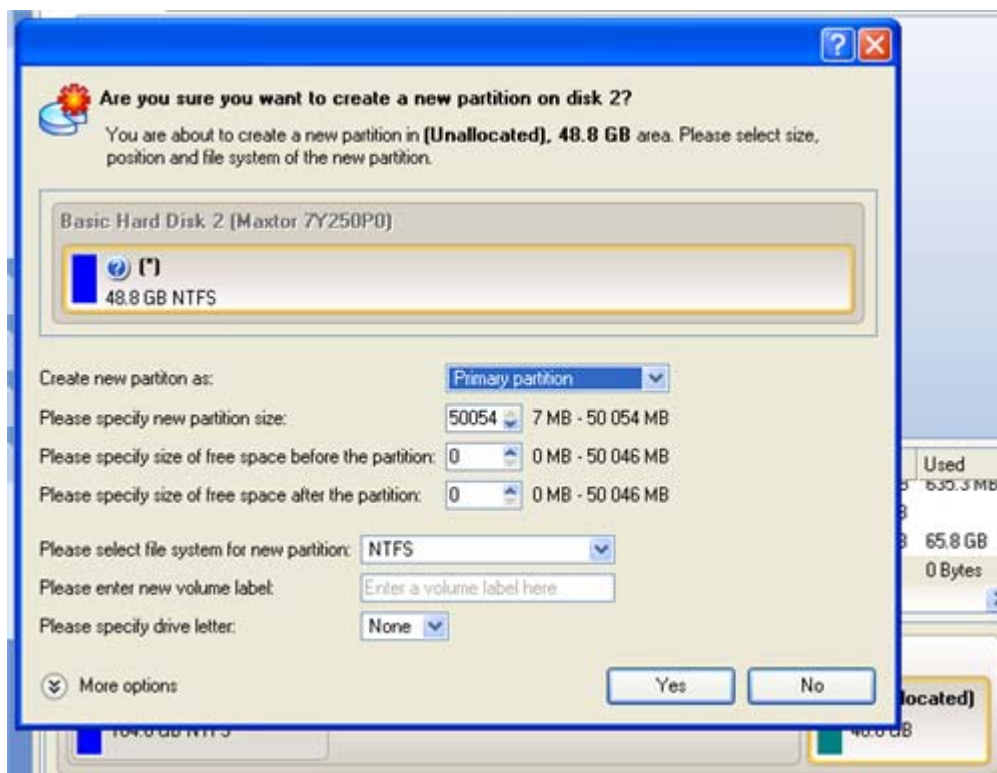 Are you sure you want to create a new partition on disk 2?
You are about to create a new partition in (Unallocated), 48.8 GB area. Please select size,
position and file system of the new partition.
Basic Hard Disk 2 (Maxtor 7Y250P0)
(*)
48.8 GB NTFS
Create new partiton as: Primary partition
Please specify new partition size: 50054 7 MB - 50 054 MB
Please specify size of free space before the partition: 0 0 MB - 50 046 MB
Please specify size of free space after the partition: 0 0 MB - 50 046 MB
Please select file system for new partition: NTFS
Please enter new volume label: Enter a volume label here
Please specify drive letter: None
More options Yes No
Used
635.3 MB
65.8 GB
0 Bytes
located)
NTFS
GB